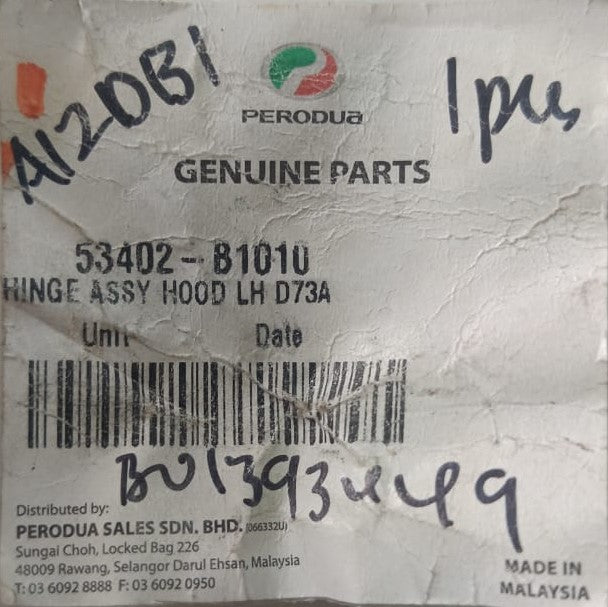 A12DB1
1pcs
PERODUA
GENUINE PARTS
53402-B1010
HINGE ASSY HOOD LH D73A
Unit Date
Distributed by:
PERODUA SALES SDN. BHD. (066332U)
Sungai Choh, Locked Bag 226
48009 Rawang, Selangor Darul Ehsan, Malaysia
T: 03 6092 8888 F: 03 6092 0950
MADE IN
MALAYSIA